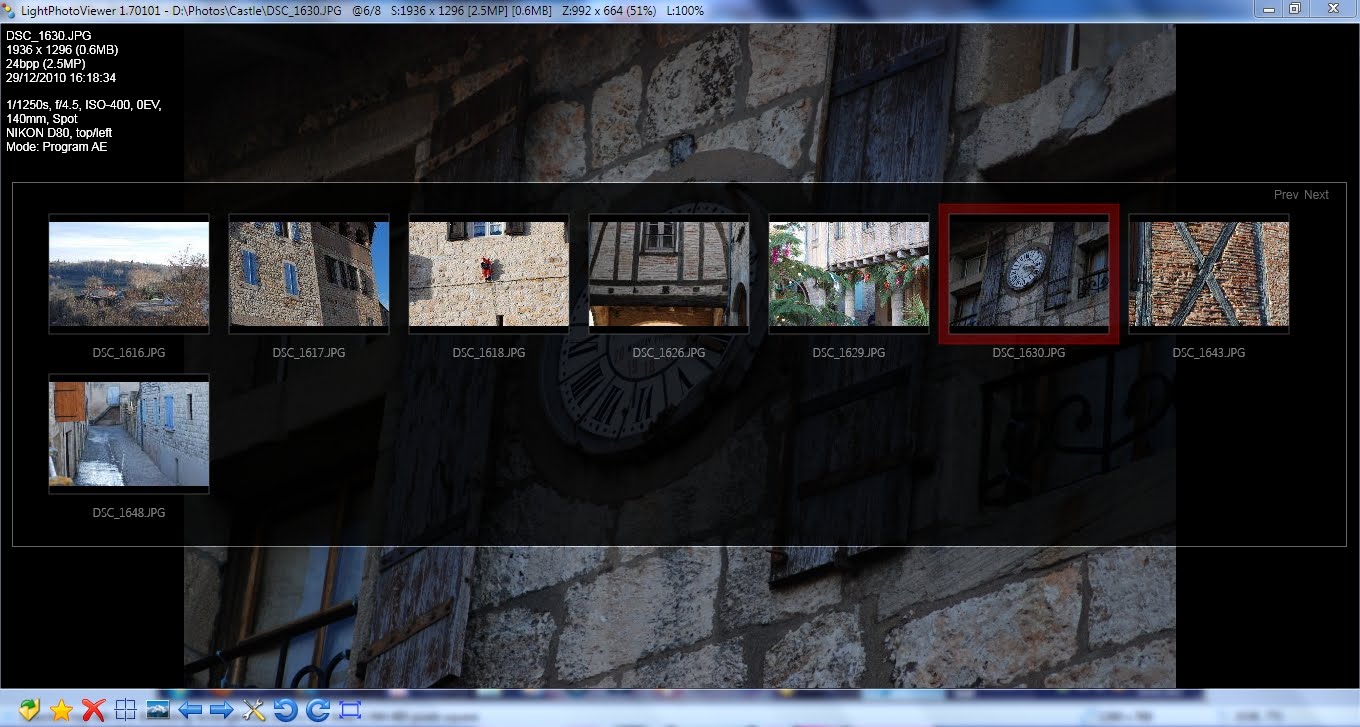 LightPhotoViewer 1.70101 - D:\Photos\Castle\DSC_1630.JPG @6/8 S:1936 x 1296 [2.5MP] [0.6MB] Z:992 x 664 (51%) L:100%
DSC_1630.JPG
1936 x 1296 (0.6MB)
24bpp (2.5MP)
29/12/2010 16:18:34
1/1250s, f/4.5, ISO-400, 0EV,
140mm, Spot
NIKON D80, top/left
Mode: Program AE
Prev Next
DSC_1616.JPG DSC_1617.JPG DSC_1618.JPG DSC_1626.JPG DSC_1629.JPG DSC_1630.JPG DSC_1643.JPG
DSC_1648.JPG